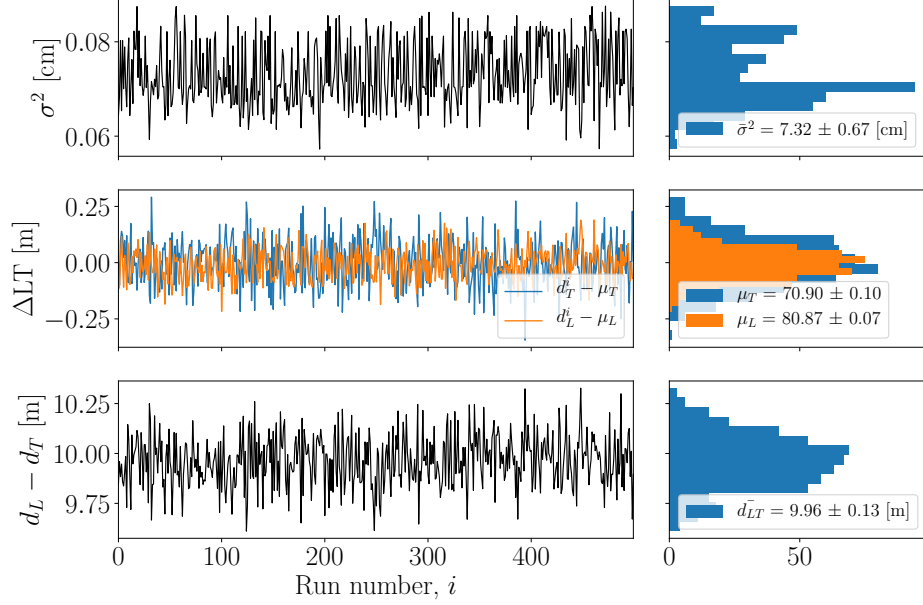 0.08
0.06
σ² [cm]
σ̄² = 7.32 ± 0.67 [cm]
0.25
0.00
−0.25
ΔLT [m]
dⁱ_T − μ_T
dⁱ_L − μ_L
μ_T = 70.90 ± 0.10
μ_L = 80.87 ± 0.07
10.25
10.00
9.75
d_L − d_T [m]
d̄_LT = 9.96 ± 0.13 [m]
0 100 200 300 400
0 50
Run number, i